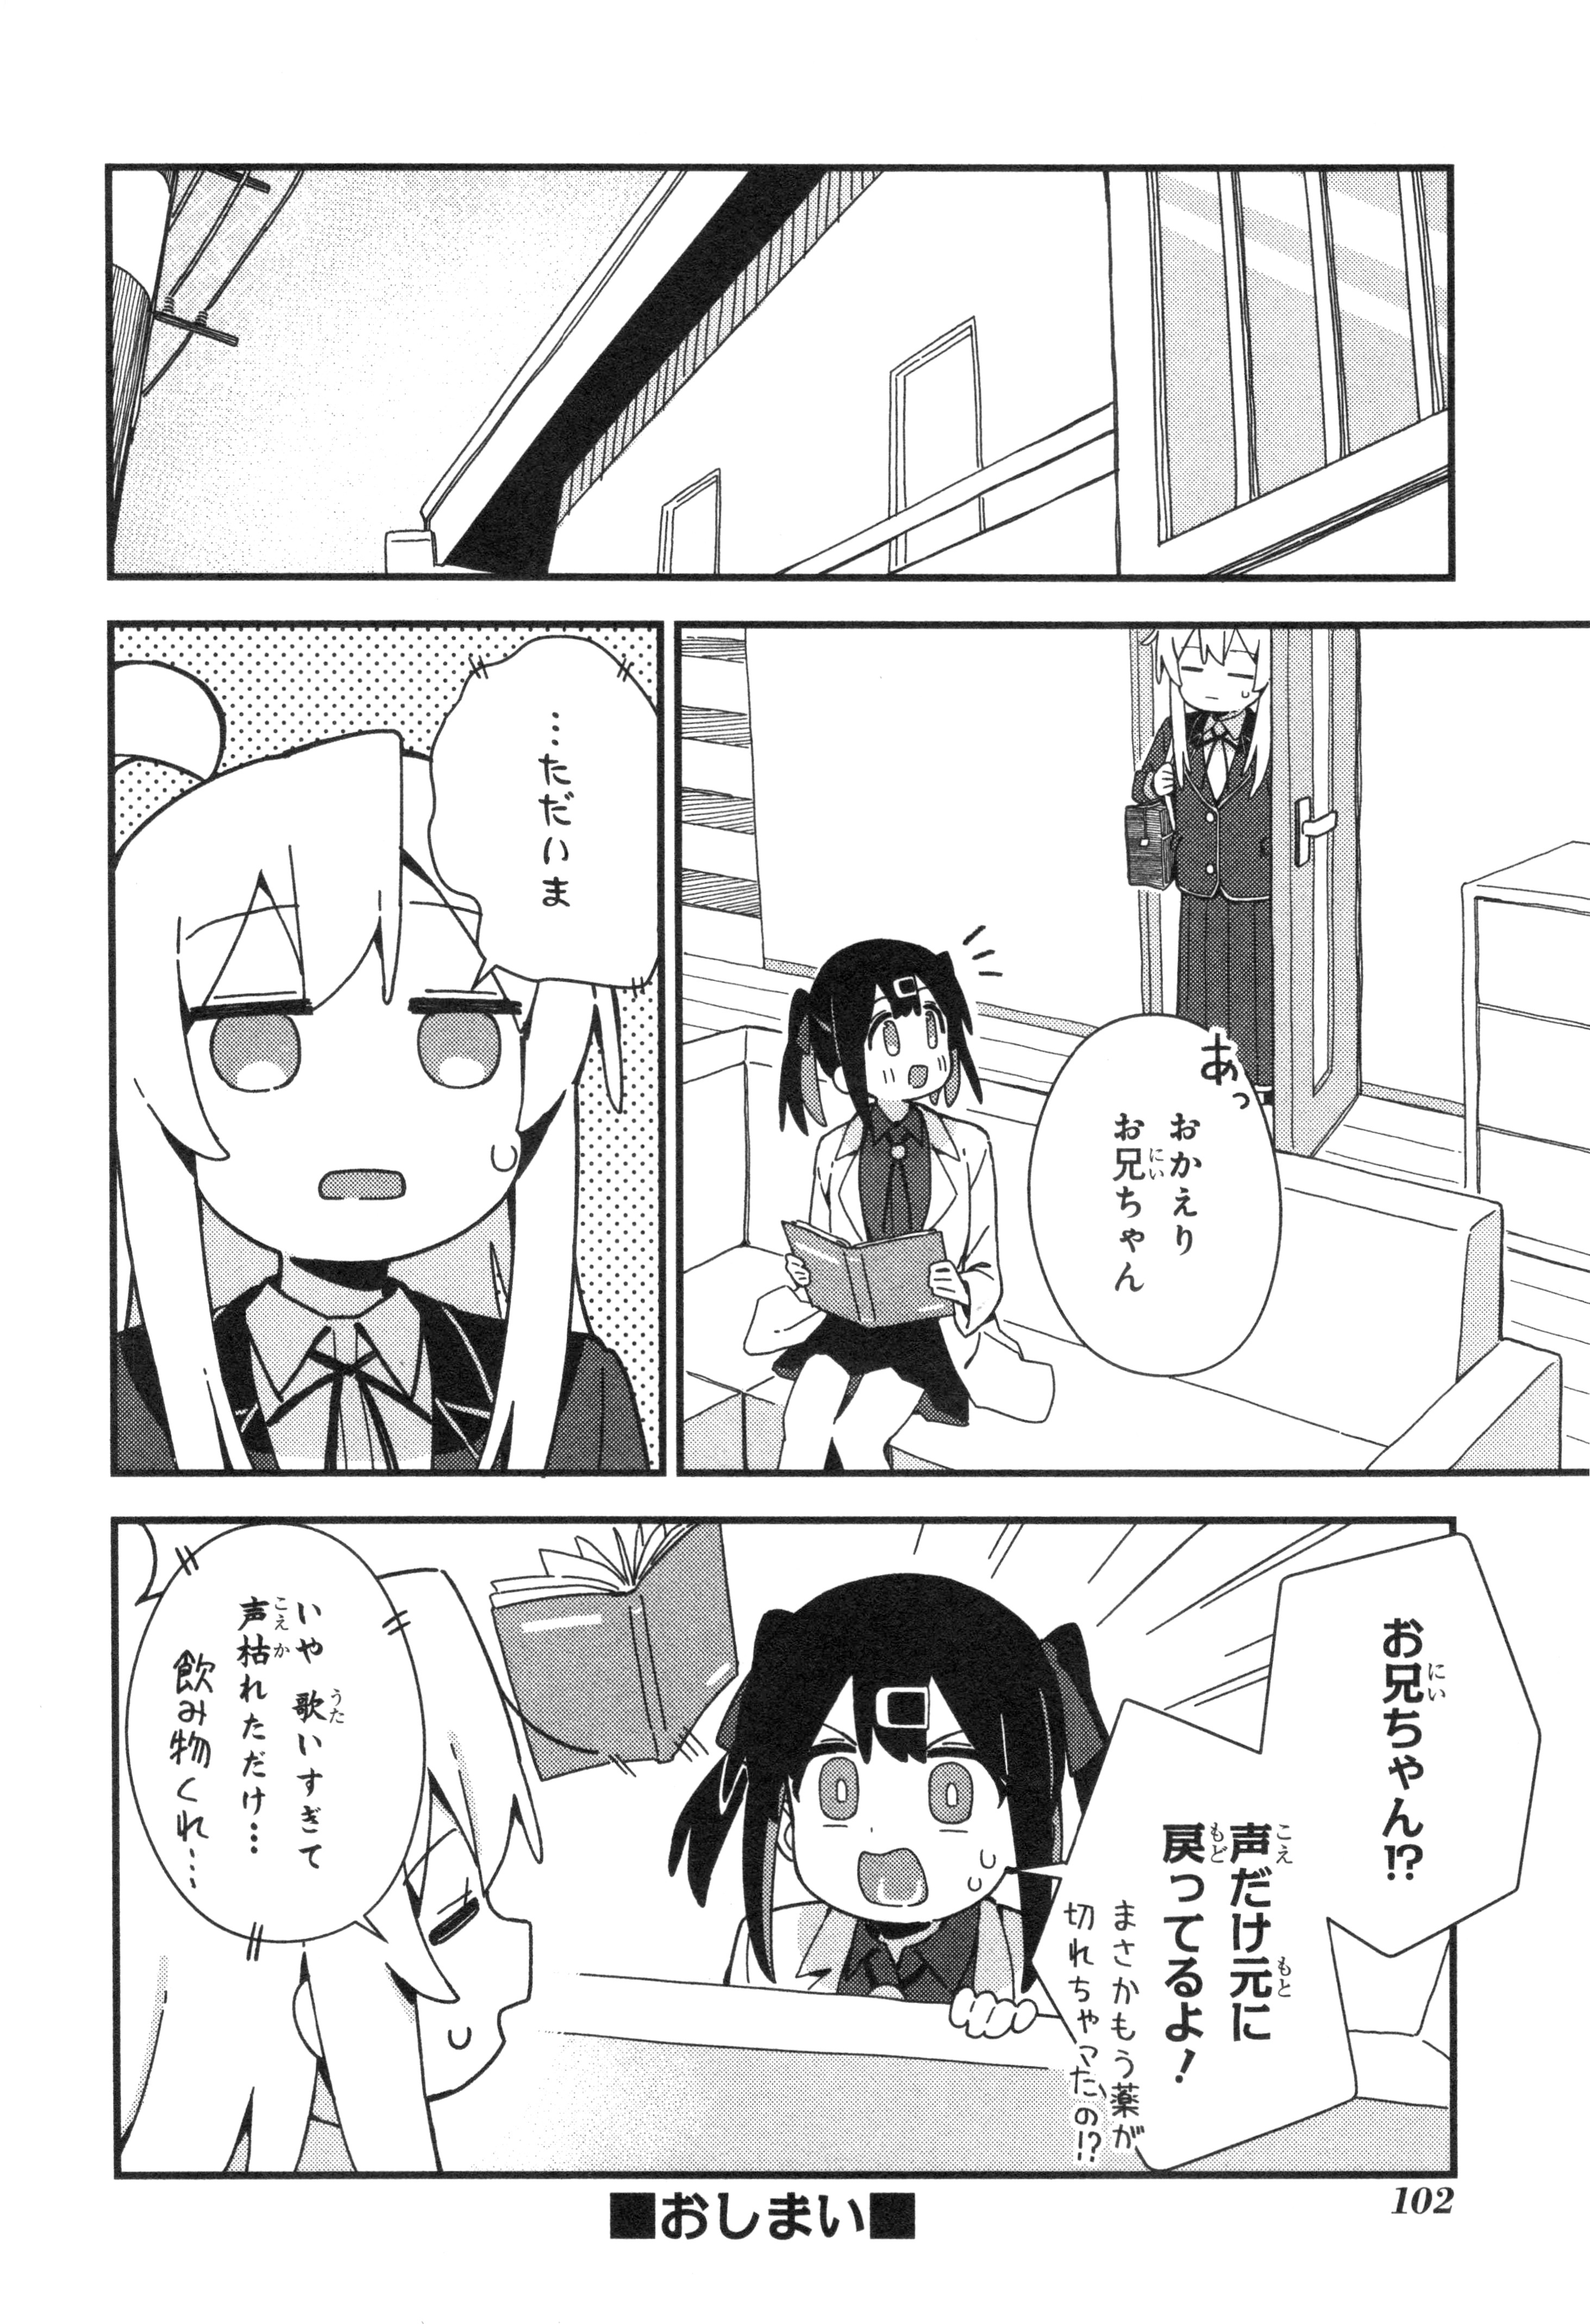 あっ
おかえり
お兄ちゃん
…ただいま
お兄ちゃん!?
声だけ元に
戻ってるよ!
まさかもう薬が
切れちゃったの!?
いや 歌いすぎて
声枯れただけ…
飲み物くれ…
■おしまい■
102